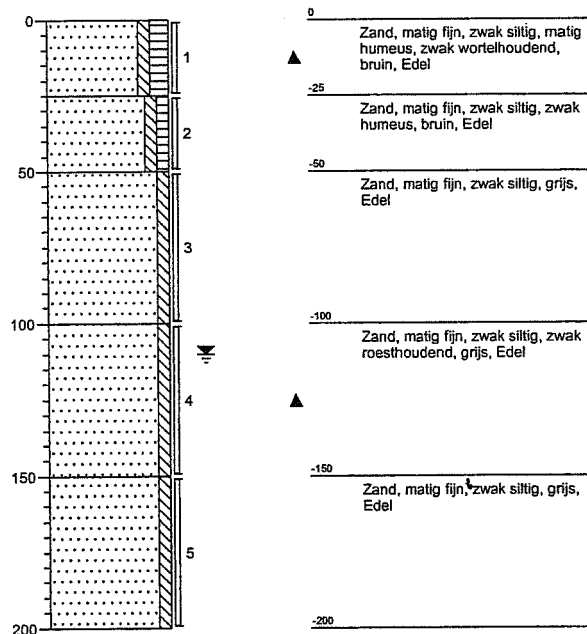 0
50
100
150
200
1
2
3
4
5
0
Zand, matig fijn, zwak siltig, matig
humeus, zwak wortelhoudend,
bruin, Edel
-25
Zand, matig fijn, zwak siltig, zwak
humeus, bruin, Edel
-50
Zand, matig fijn, zwak siltig, grijs,
Edel
-100
Zand, matig fijn, zwak siltig, zwak
roesthoudend, grijs, Edel
-150
Zand, matig fijn, zwak siltig, grijs,
Edel
-200